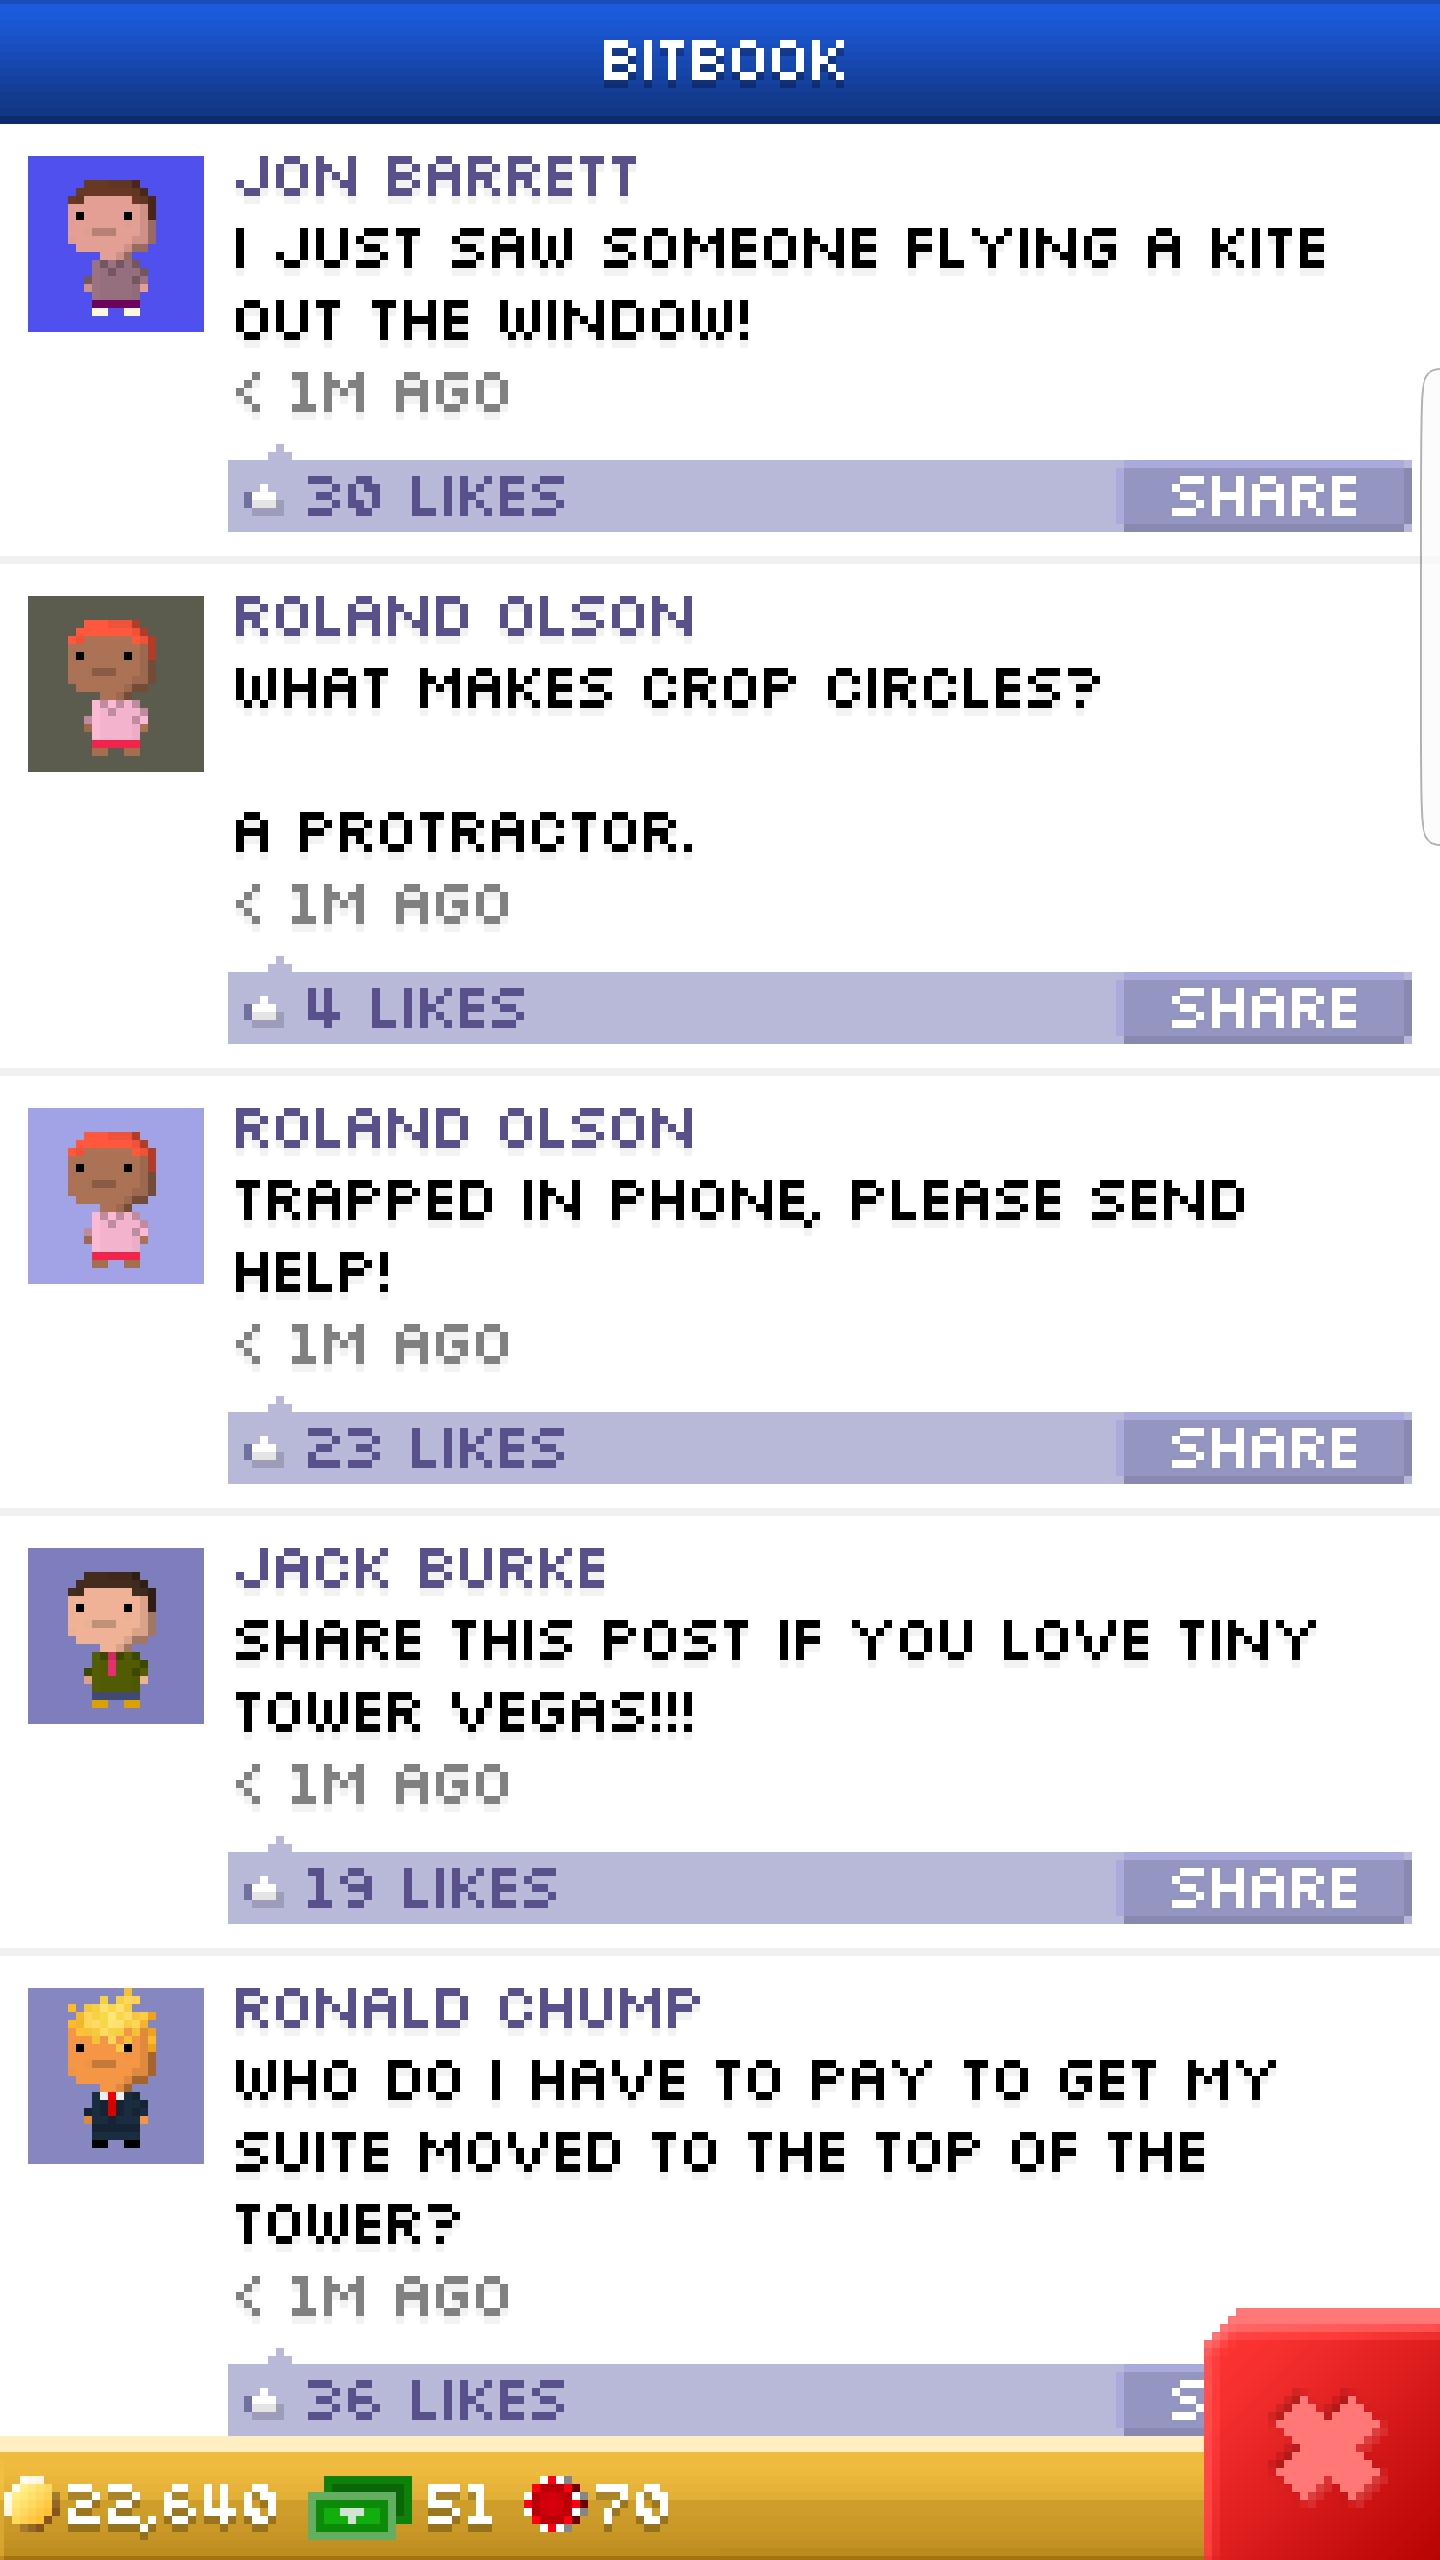 BITBOOK
JON BARRETT
I JUST SAW SOMEONE FLYING A KITE
OUT THE WINDOW!
< 1M AGO
30 LIKES SHARE
ROLAND OLSON
WHAT MAKES CROP CIRCLES?
A PROTRACTOR.
< 1M AGO
4 LIKES SHARE
ROLAND OLSON
TRAPPED IN PHONE, PLEASE SEND
HELP!
< 1M AGO
23 LIKES SHARE
JACK BURKE
SHARE THIS POST IF YOU LOVE TINY
TOWER VEGAS!!!
< 1M AGO
19 LIKES SHARE
RONALD CHUMP
WHO DO I HAVE TO PAY TO GET MY
SUITE MOVED TO THE TOP OF THE
TOWER?
< 1M AGO
36 LIKES S
22,640 51 70